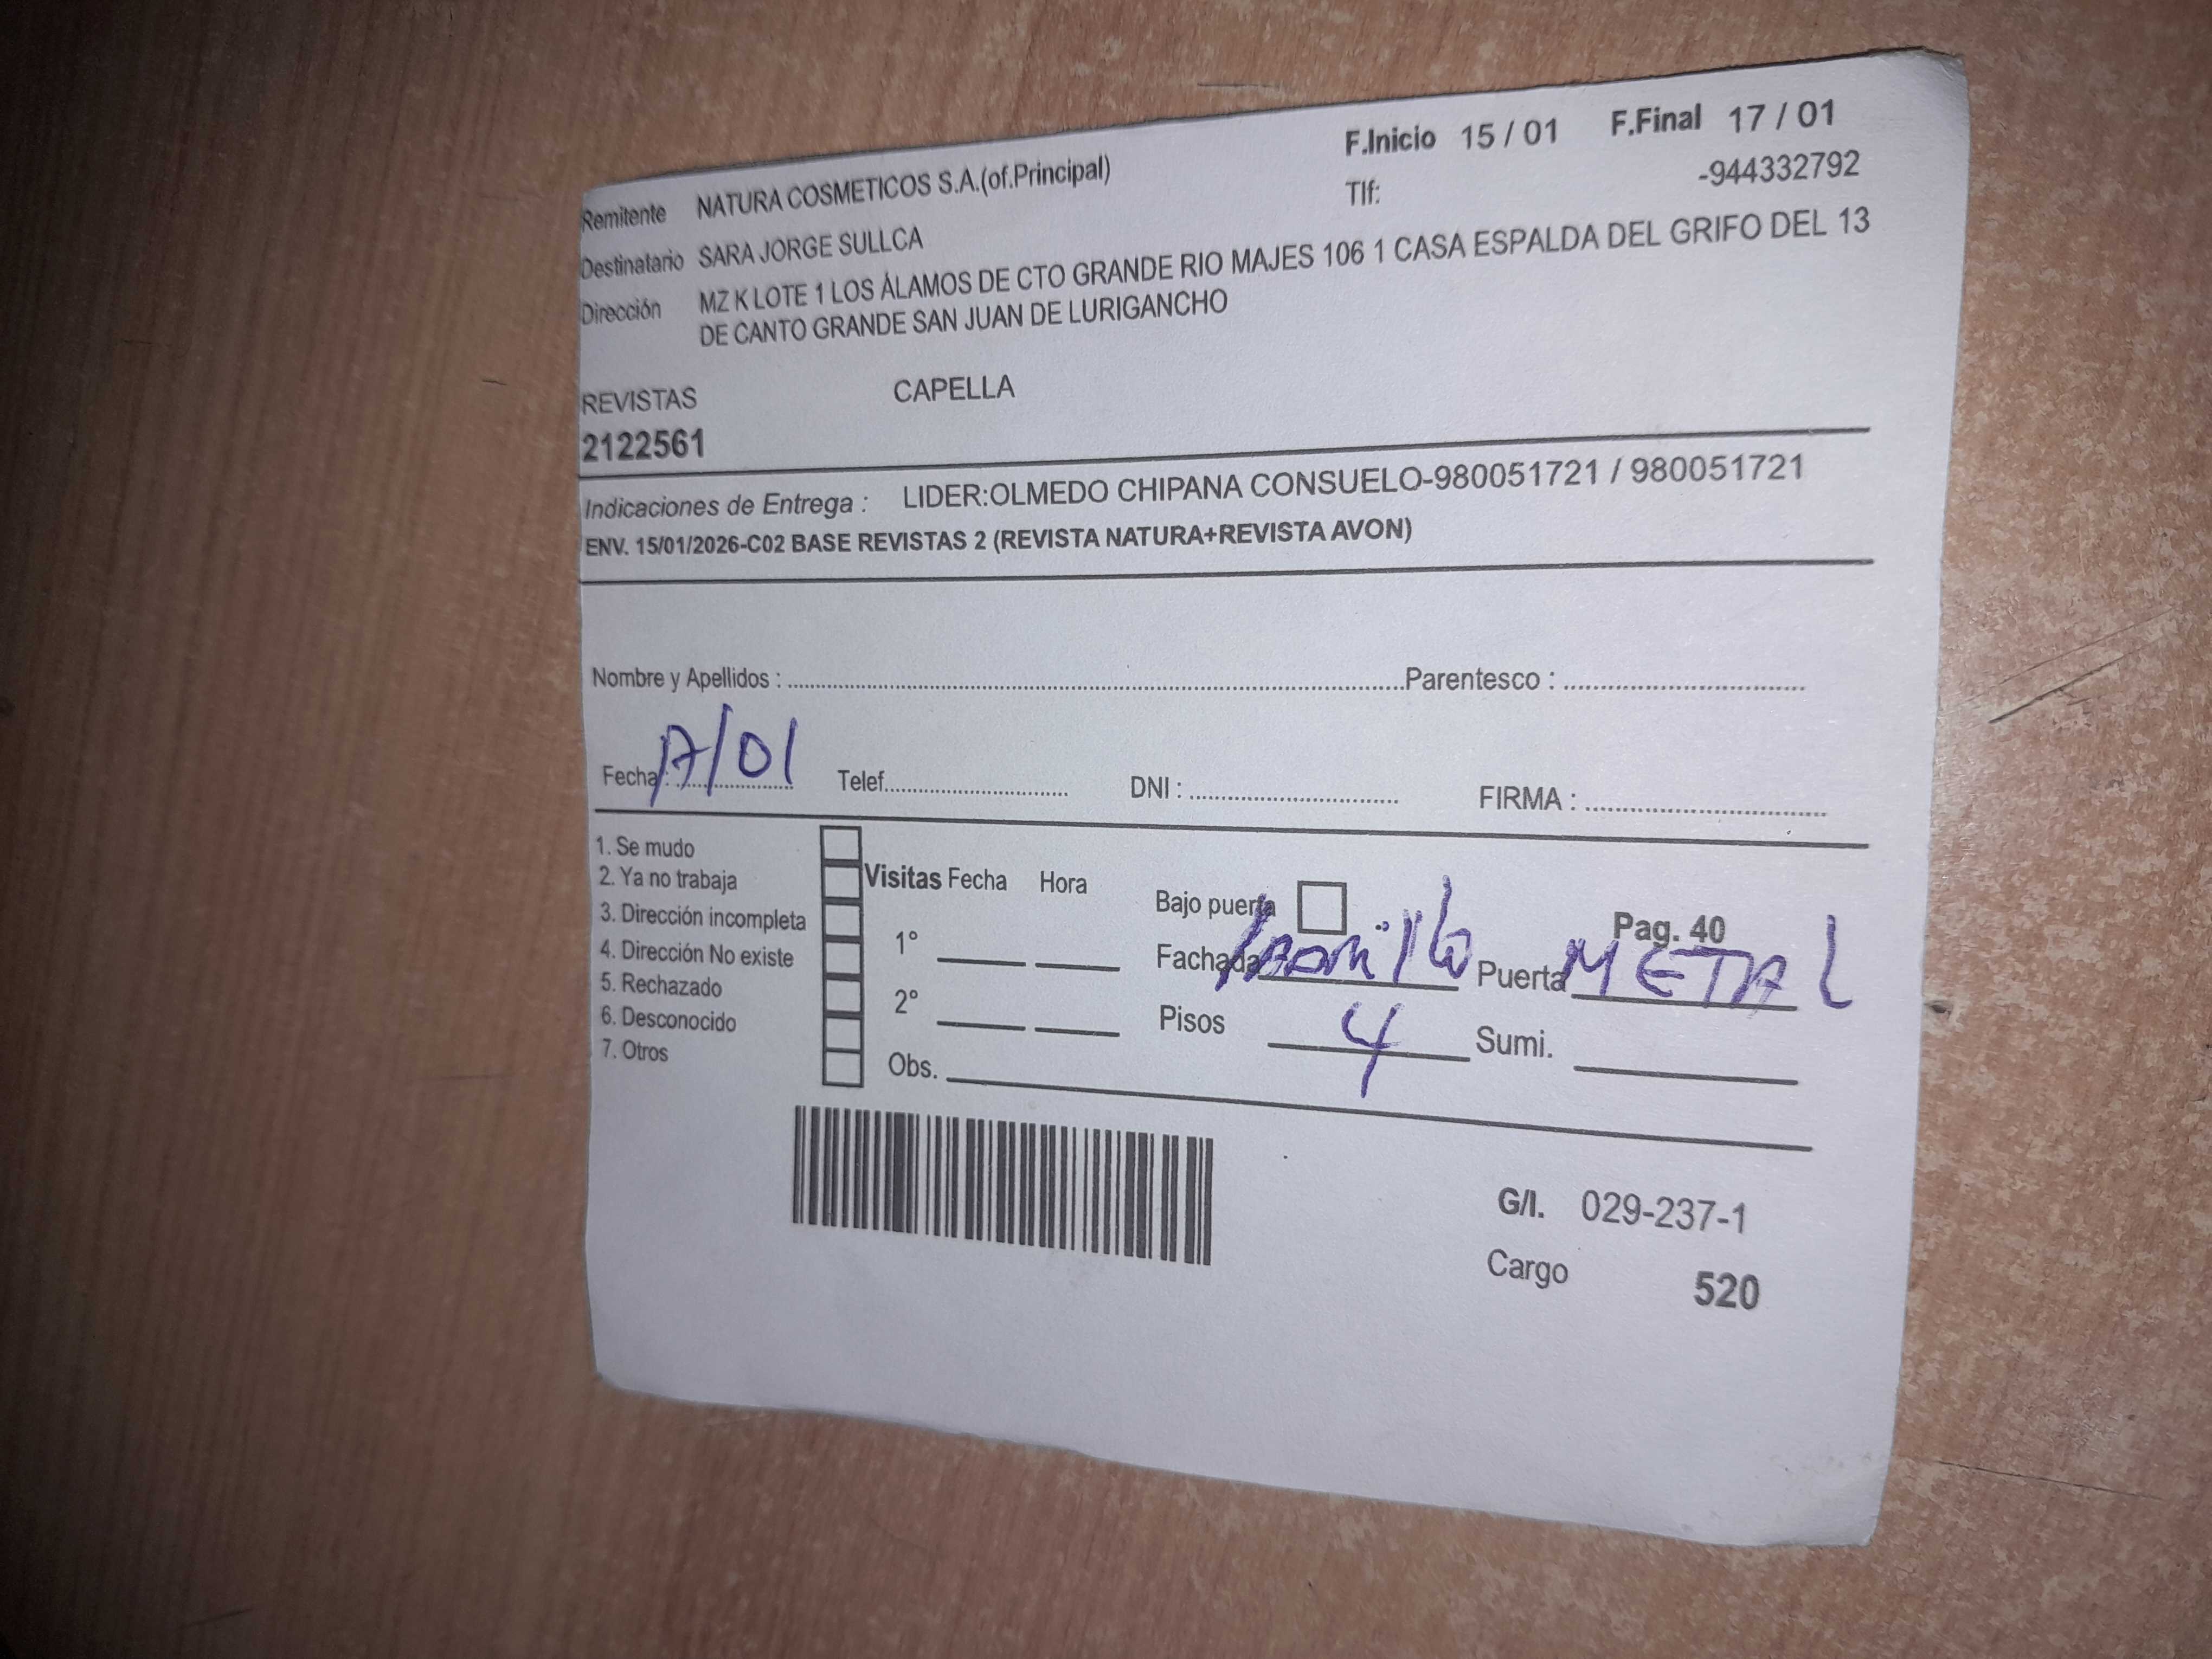 F.Inicio 15 / 01 F.Final 17 / 01
Remitente NATURA COSMETICOS S.A.(of.Principal) Tlf: -944332792
Destinatario SARA JORGE SULLCA
Dirección MZ K LOTE 1 LOS ÁLAMOS DE CTO GRANDE RIO MAJES 106 1 CASA ESPALDA DEL GRIFO DEL 13
DE CANTO GRANDE SAN JUAN DE LURIGANCHO
REVISTAS CAPELLA
2122561
Indicaciones de Entrega : LIDER:OLMEDO CHIPANA CONSUELO-980051721 / 980051721
ENV. 15/01/2026-C02 BASE REVISTAS 2 (REVISTA NATURA+REVISTA AVON)
Nombre y Apellidos : Parentesco :
Fecha : 17/01 Telef. DNI : FIRMA :
1. Se mudo
2. Ya no trabaja Visitas Fecha Hora Bajo puerta Pag. 40
3. Dirección incompleta 1° Fachada Ladrillo Puerta METAL
4. Dirección No existe
5. Rechazado 2° Pisos 4 Sumi.
6. Desconocido
7. Otros Obs.
G/I. 029-237-1
Cargo 520